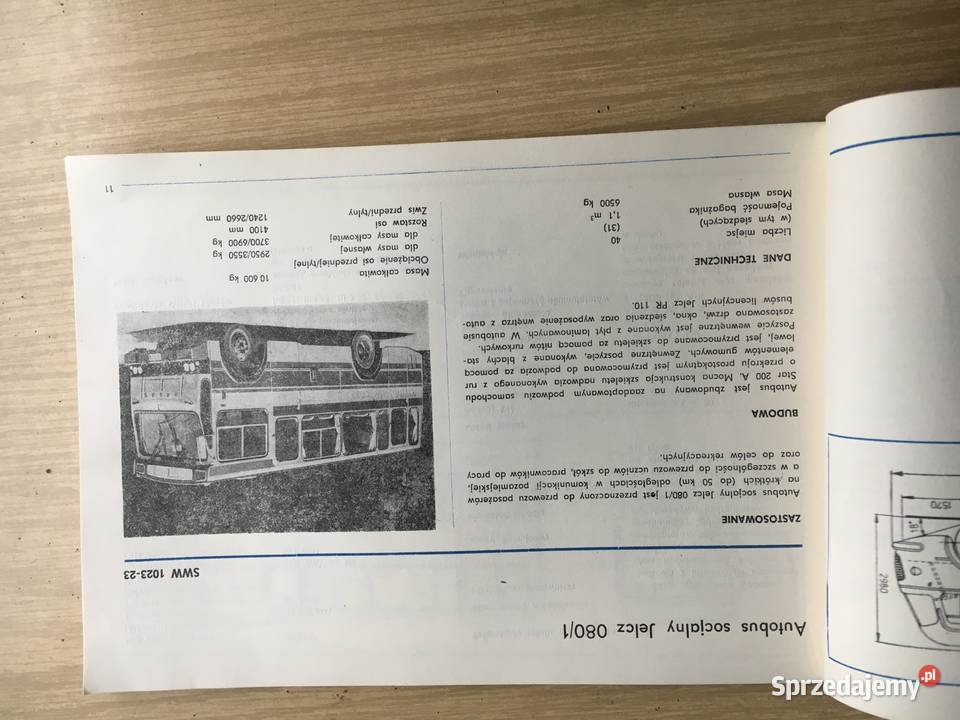 Autobus socjalny Jelcz 080/1
SWW 1023-23
ZASTOSOWANIE
Autobus socjalny Jelcz 080/1 jest przeznaczony do przewozu pasażerów
na krótkich (do 50 km) odległościach w komunikacji pozamiejskiej,
a w szczególności do przewozu uczniów do szkół, pracowników do pracy
oraz do celów rekreacyjnych.
BUDOWA
Autobus jest zbudowany na zaadaptowanym podwoziu samochodu
Star 200 A. Mocna konstrukcja szkieletu nadwozia wykonanego z rur
o przekroju prostokątnym jest przymocowana do podwozia za pomocą
elementów gumowych. Zewnętrzne poszycie, wykonane z blachy sta-
lowej, jest przymocowane do szkieletu za pomocą nitów rurkowych.
Poszycie wewnętrzne jest wykonane z płyt laminowanych. W autobusie
zastosowano drzwi, okna, siedzenia oraz wyposażenie wnętrza z auto-
busów licencyjnych Jelcz PR 110.
DANE TECHNICZNE
Liczba miejsc 40
(w tym siedzących) (31)
Pojemność bagażnika 1,1 m³
Masa własna 6500 kg
Masa całkowita 10 600 kg
Obciążenie osi przedniej/tylnej
dla masy własnej 2950/3550 kg
dla masy całkowitej 3700/6900 kg
Rozstaw osi 4100 mm
Zwis przedni/tylny 1240/2660 mm
11
1570
18°
2980
Sprzedajemy.pl